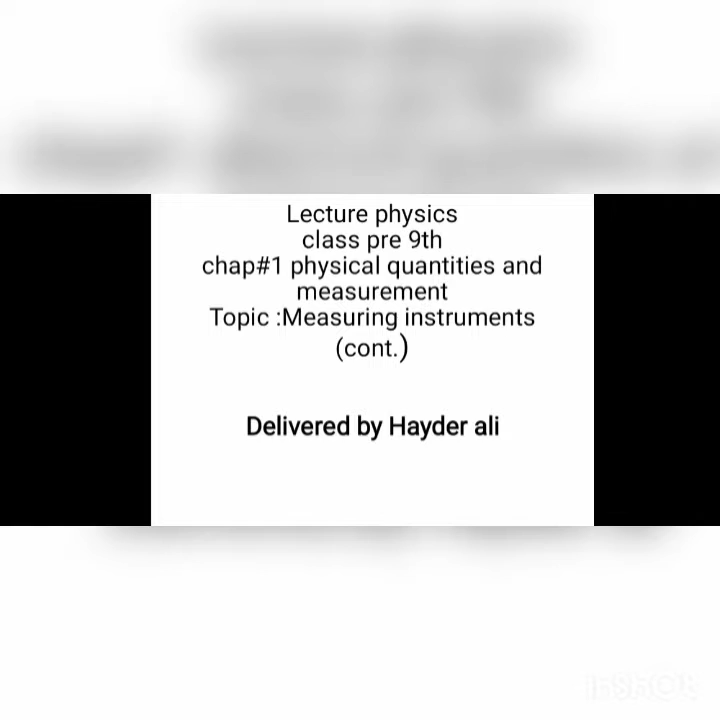 Lecture physics
class pre 9th
chap#1 physical quantities and
measurement
Topic :Measuring instruments
(cont.)
Delivered by Hayder ali
INSHOT